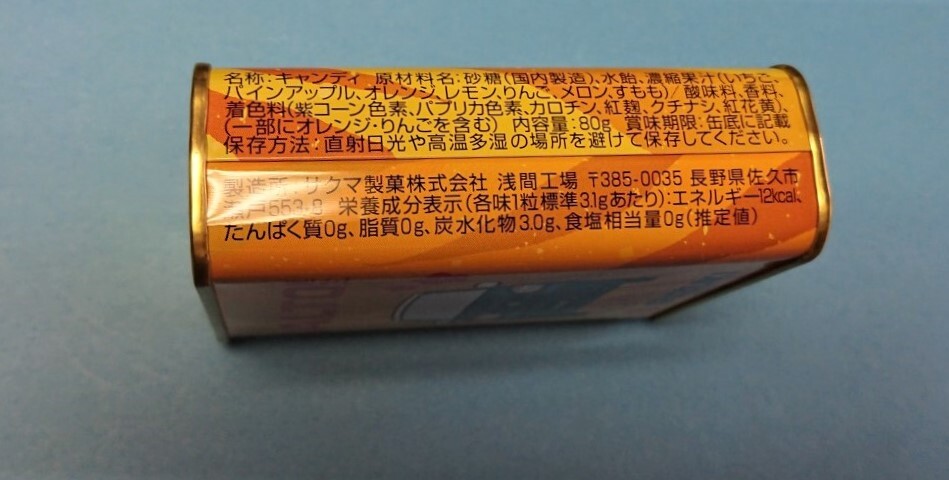 名称:キャンディ 原材料名:砂糖(国内製造)、水飴、濃縮果汁(いちご、
パインアップル、オレンジ、レモン、りんご、メロン、すもも)/酸味料、香料、
着色料(紫コーン色素、パプリカ色素、カロチン、紅麹、クチナシ、紅花黄)、
(一部にオレンジ・りんごを含む) 内容量:80g 賞味期限:缶底に記載
保存方法:直射日光や高温多湿の場所を避けて保存してください。
製造所:サクマ製菓株式会社 浅間工場 〒385-0035 長野県佐久市
瀬戸553-8 栄養成分表示(各味1粒標準3.1gあたり):エネルギー12kcal、
たんぱく質0g、脂質0g、炭水化物3.0g、食塩相当量0g(推定値)